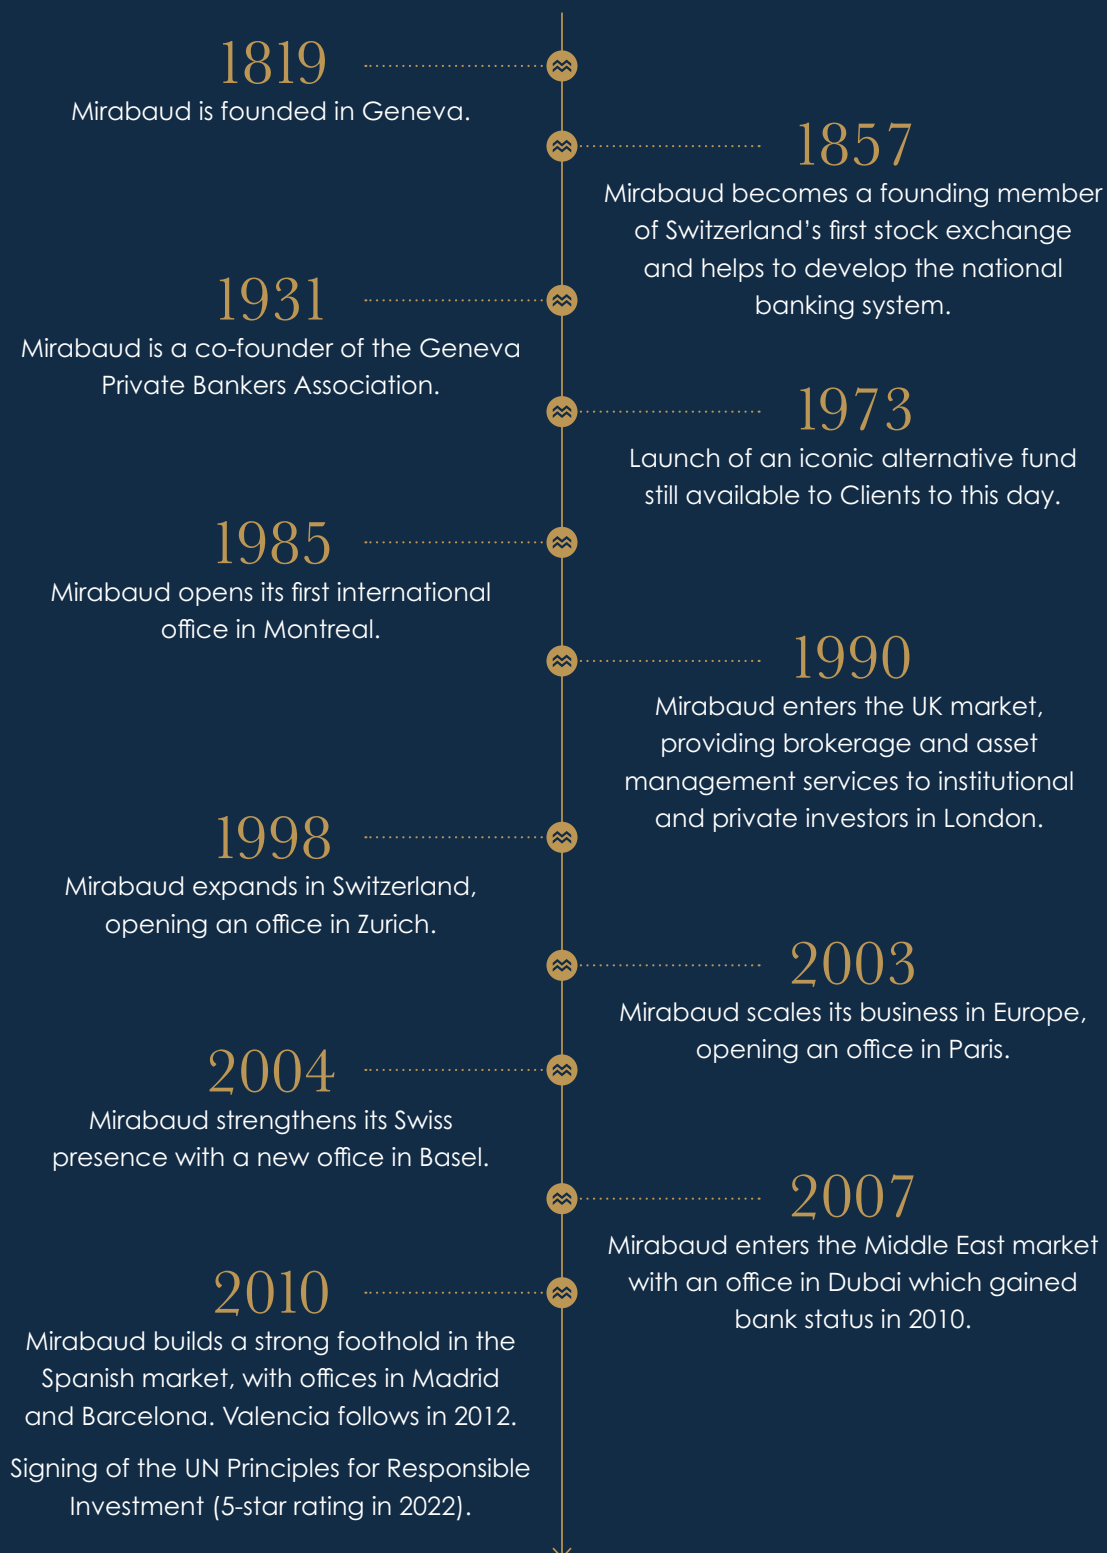 1819
Mirabaud is founded in Geneva.
1857
Mirabaud becomes a founding member
of Switzerland’s first stock exchange
and helps to develop the national
banking system.
1931
Mirabaud is a co-founder of the Geneva
Private Bankers Association.
1973
Launch of an iconic alternative fund
still available to Clients to this day.
1985
Mirabaud opens its first international
office in Montreal.
1990
Mirabaud enters the UK market,
providing brokerage and asset
management services to institutional
and private investors in London.
1998
Mirabaud expands in Switzerland,
opening an office in Zurich.
2003
Mirabaud scales its business in Europe,
opening an office in Paris.
2004
Mirabaud strengthens its Swiss
presence with a new office in Basel.
2007
Mirabaud enters the Middle East market
with an office in Dubai which gained
bank status in 2010.
2010
Mirabaud builds a strong foothold in the
Spanish market, with offices in Madrid
and Barcelona. Valencia follows in 2012.
Signing of the UN Principles for Responsible
Investment (5-star rating in 2022).